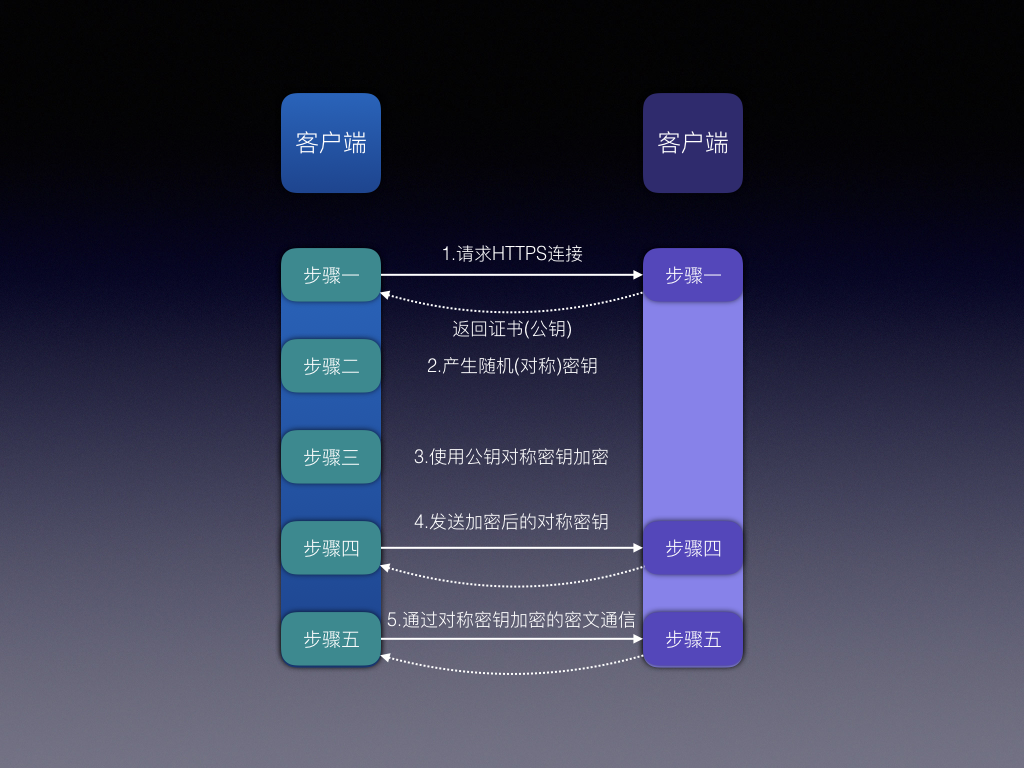 客户端
客户端
1.请求HTTPS连接
步骤一
步骤一
返回证书(公钥)
步骤二
2.产生随机(对称)密钥
步骤三
3.使用公钥对称密钥加密
4.发送加密后的对称密钥
步骤四
步骤四
5.通过对称密钥加密的密文通信
步骤五
步骤五